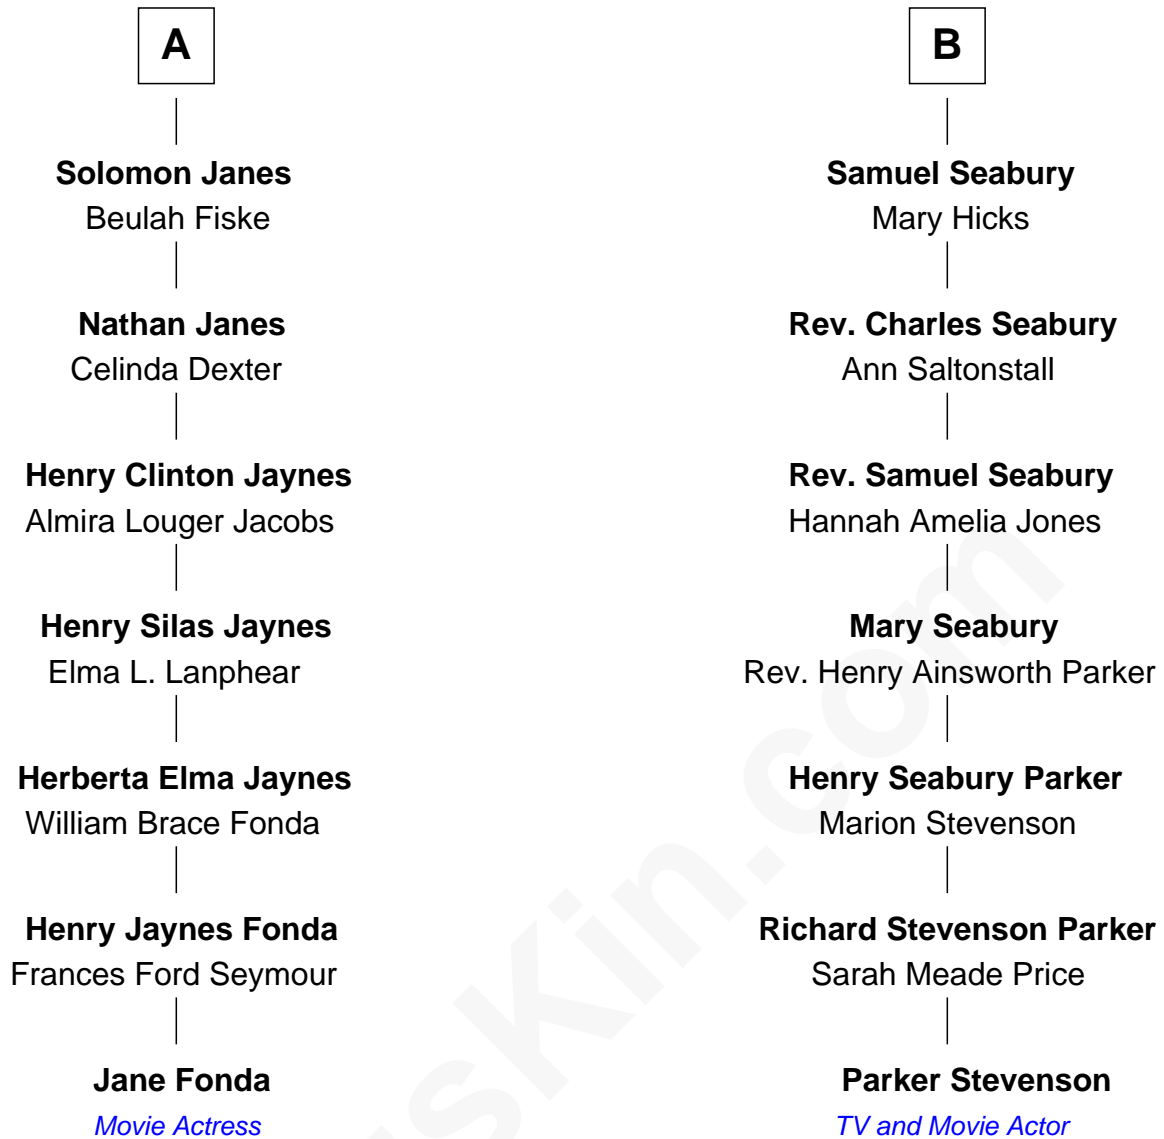 A
Solomon Janes
Beulah Fiske
Nathan Janes
Celinda Dexter
Henry Clinton Jaynes
Almira Louger Jacobs
Henry Silas Jaynes
Elma L. Lanphear
Herberta Elma Jaynes
William Brace Fonda
Henry Jaynes Fonda
Frances Ford Seymour
Jane Fonda
Movie Actress
B
Samuel Seabury
Mary Hicks
Rev. Charles Seabury
Ann Saltonstall
Rev. Samuel Seabury
Hannah Amelia Jones
Mary Seabury
Rev. Henry Ainsworth Parker
Henry Seabury Parker
Marion Stevenson
Richard Stevenson Parker
Sarah Meade Price
Parker Stevenson
TV and Movie Actor
sKin.com